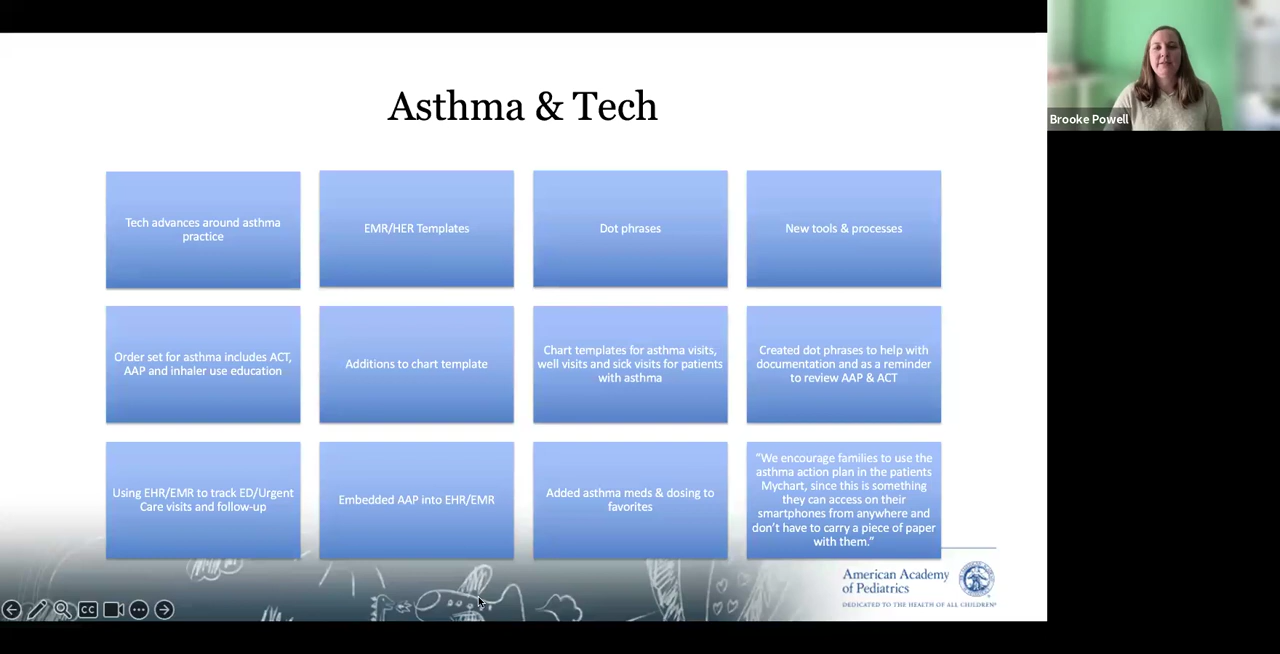 Asthma & Tech
Tech advances around asthma
practice
EMR/HER Templates
Dot phrases
New tools & processes
Order set for asthma includes ACT,
AAP and inhaler use education
Additions to chart template
Chart templates for asthma visits,
well visits and sick visits for patients
with asthma
Created dot phrases to help with
documentation and as a reminder
to review AAP & ACT
Using EHR/EMR to track ED/Urgent
Care visits and follow-up
Embedded AAP into EHR/EMR
Added asthma meds & dosing to
favorites
“We encourage families to use the
asthma action plan in the patients
Mychart, since this is something
they can access on their
smartphones from anywhere and
don’t have to carry a piece of paper
with them.”
American Academy
of Pediatrics
DEDICATED TO THE HEALTH OF ALL CHILDREN®
CC
Brooke Powell